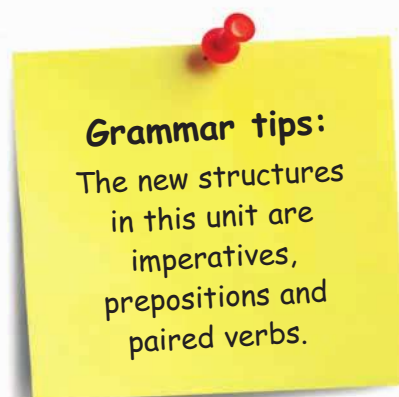 Grammar tips:
The new structures
in this unit are
imperatives,
prepositions and
paired verbs.